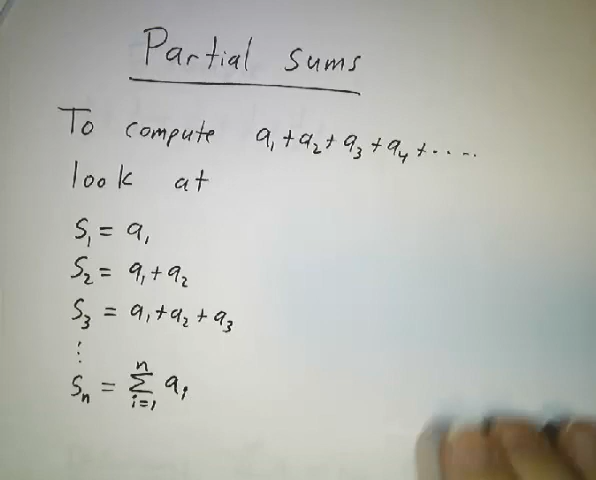 Partial sums
To compute a₁+a₂+a₃+a₄+.....
look at
S₁ = a₁
S₂ = a₁+a₂
S₃ = a₁+a₂+a₃
⋮
Sₙ = ∑ᵢ₌₁ⁿ aᵢ